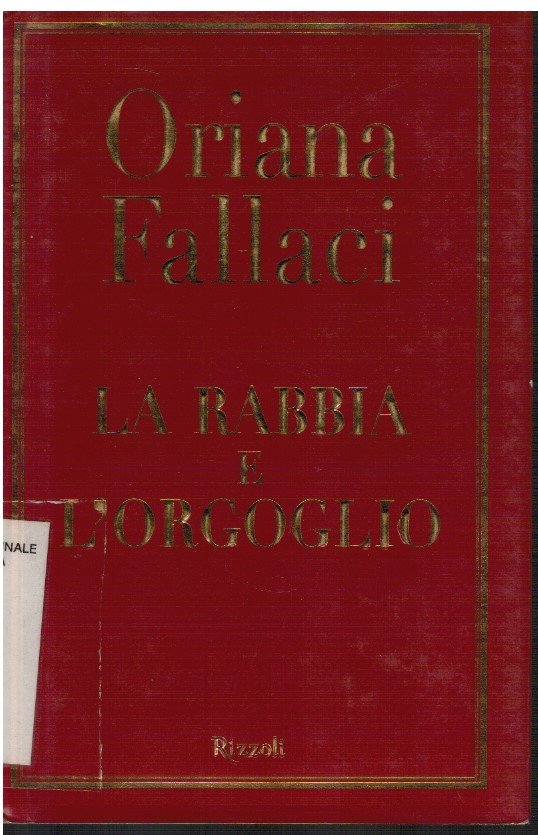 Oriana
Fallaci
LA RABBIA
E
L'ORGOGLIO
NALE
Rizzoli